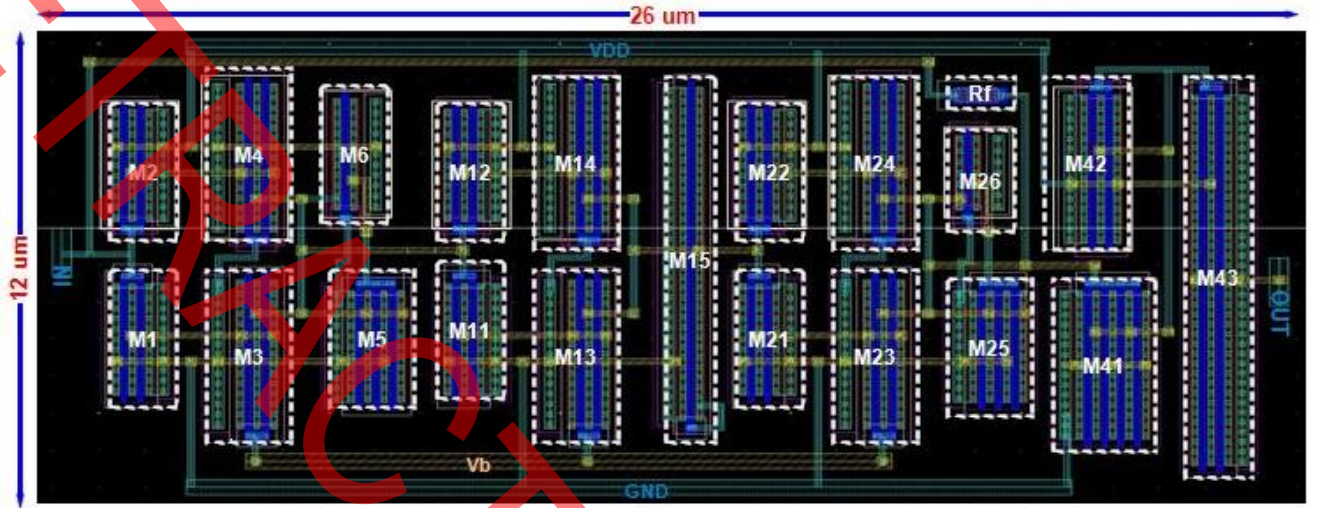 26 um
VDD
Rf
M2 M4 M6 M12 M14 M22 M24 M26 M42
IN 12 um M15 M43 OUT
M1 M3 M5 M11 M13 M21 M23 M25 M41
Vb
GND
TRACT